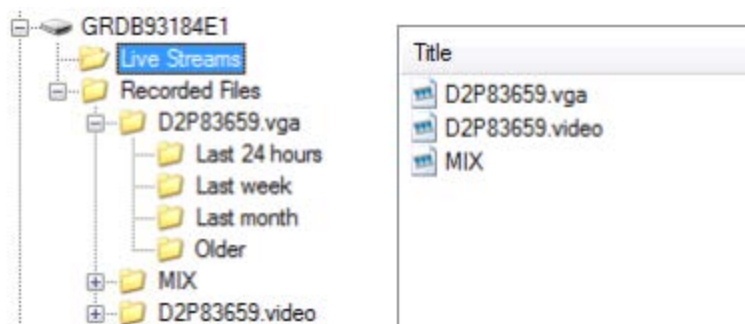 GRDB93184E1
Live Streams
Recorded Files
D2P83659.vga
Last 24 hours
Last week
Last month
Older
MIX
D2P83659.video
Title
D2P83659.vga
D2P83659.video
MIX